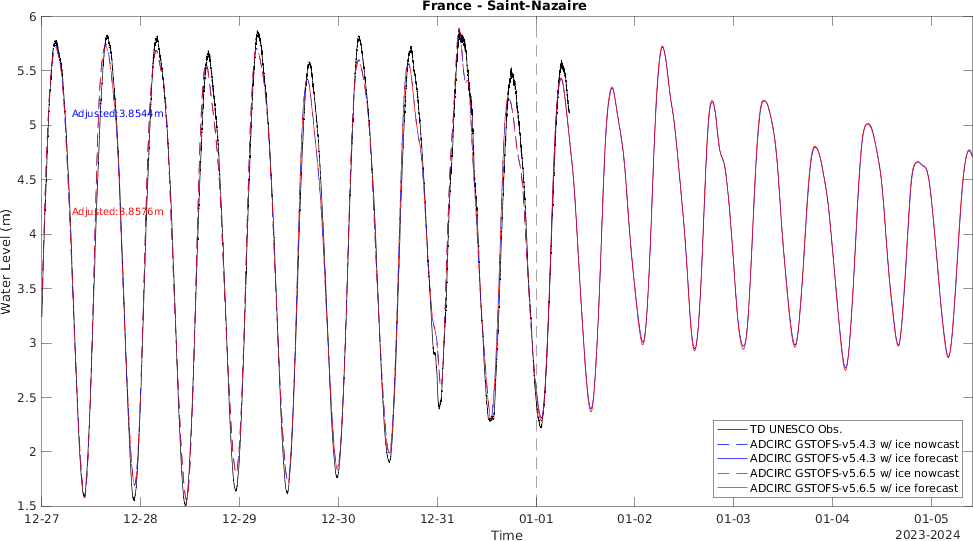 France - Saint-Nazaire
6
5.5
5
4.5
4
3.5
3
2.5
2
1.5
Water Level (m)
Adjusted:3.8544m
Adjusted:3.8576m
TD UNESCO Obs.
ADCIRC GSTOFS-v5.4.3 w/ ice nowcast
ADCIRC GSTOFS-v5.4.3 w/ ice forecast
ADCIRC GSTOFS-v5.6.5 w/ ice nowcast
ADCIRC GSTOFS-v5.6.5 w/ ice forecast
12-27 12-28 12-29 12-30 12-31 01-01 01-02 01-03 01-04 01-05
Time
2023-2024